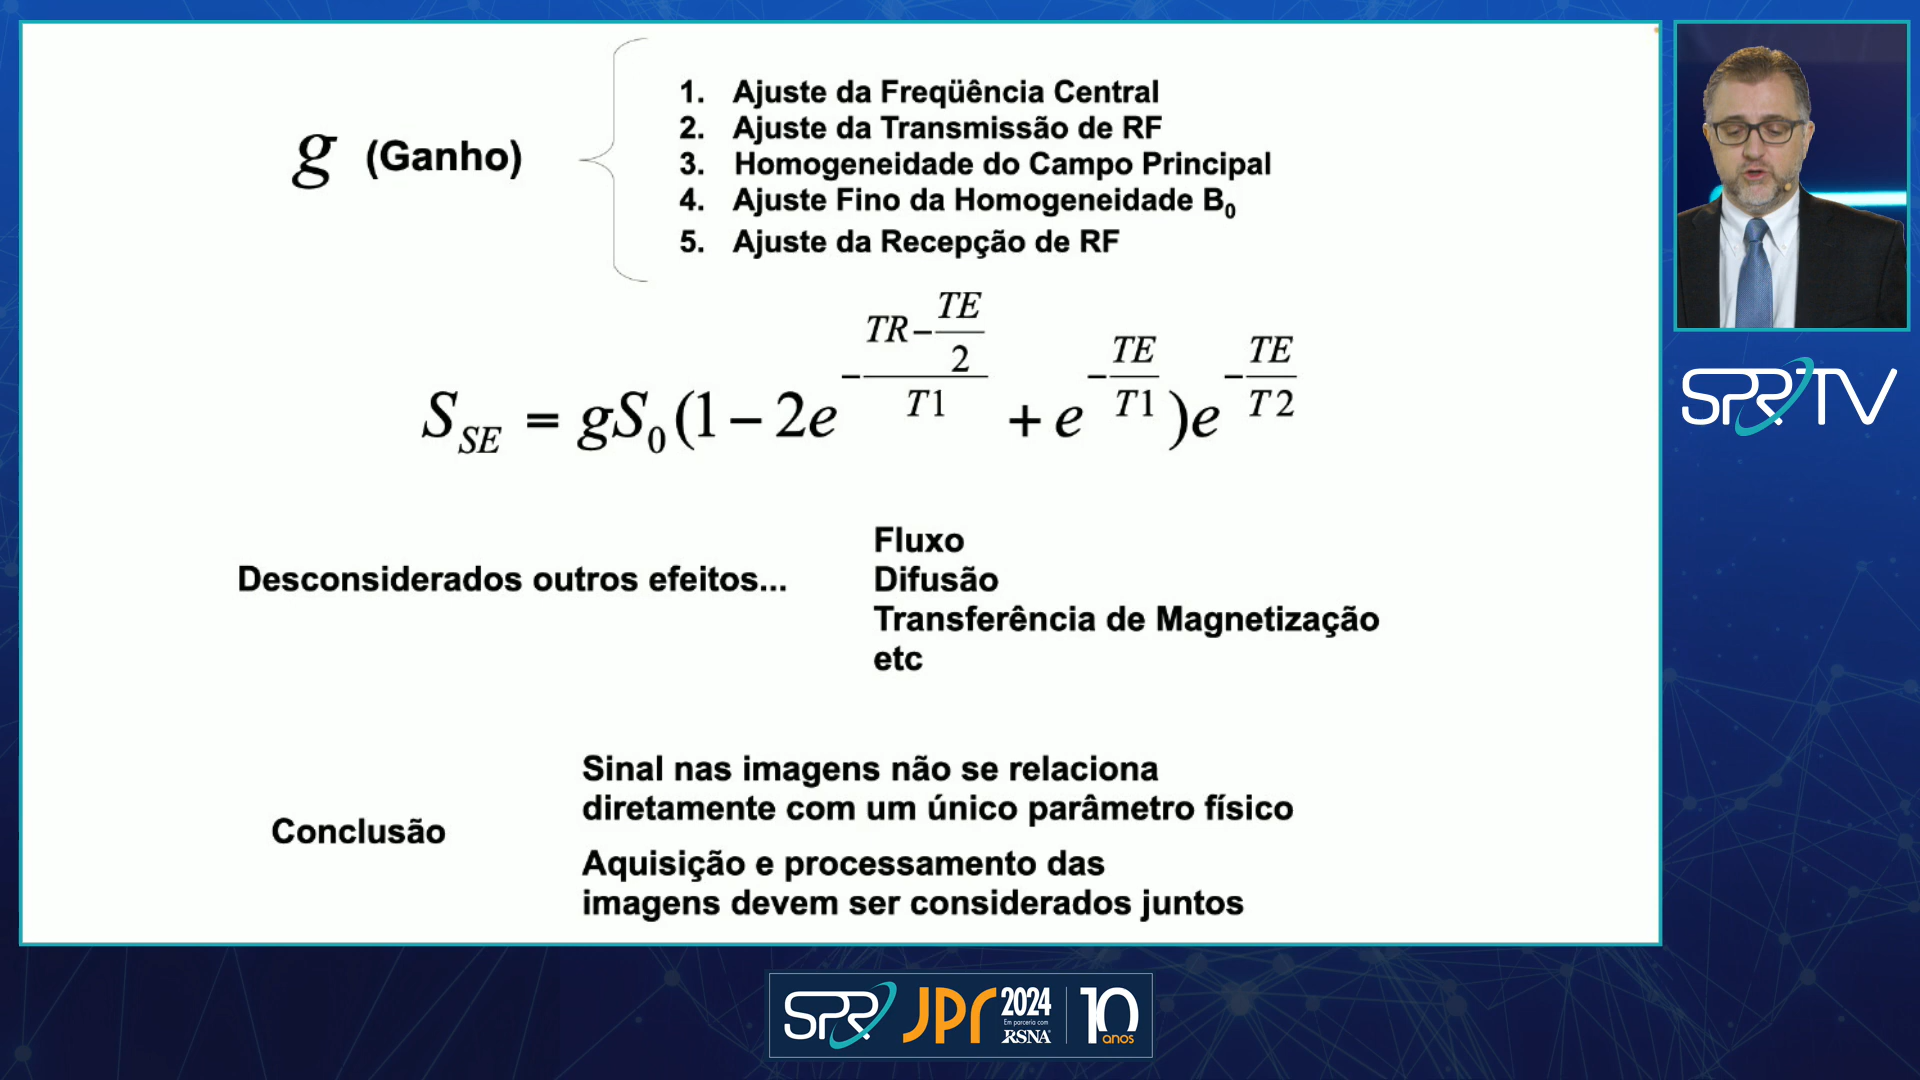 g (Ganho)
1. Ajuste da Freqüência Central
2. Ajuste da Transmissão de RF
3. Homogeneidade do Campo Principal
4. Ajuste Fino da Homogeneidade B₀
5. Ajuste da Recepção de RF
S_SE = gS₀(1 − 2e^(−(TR − TE/2)/T1) + e^(−TE/T1))e^(−TE/T2)
Desconsiderados outros efeitos...
Fluxo
Difusão
Transferência de Magnetização
etc
Conclusão
Sinal nas imagens não se relaciona
diretamente com um único parâmetro físico
Aquisição e processamento das
imagens devem ser considerados juntos
SPR TV
SPR JPR 2024
Em parceria com
RSNA
10
anos